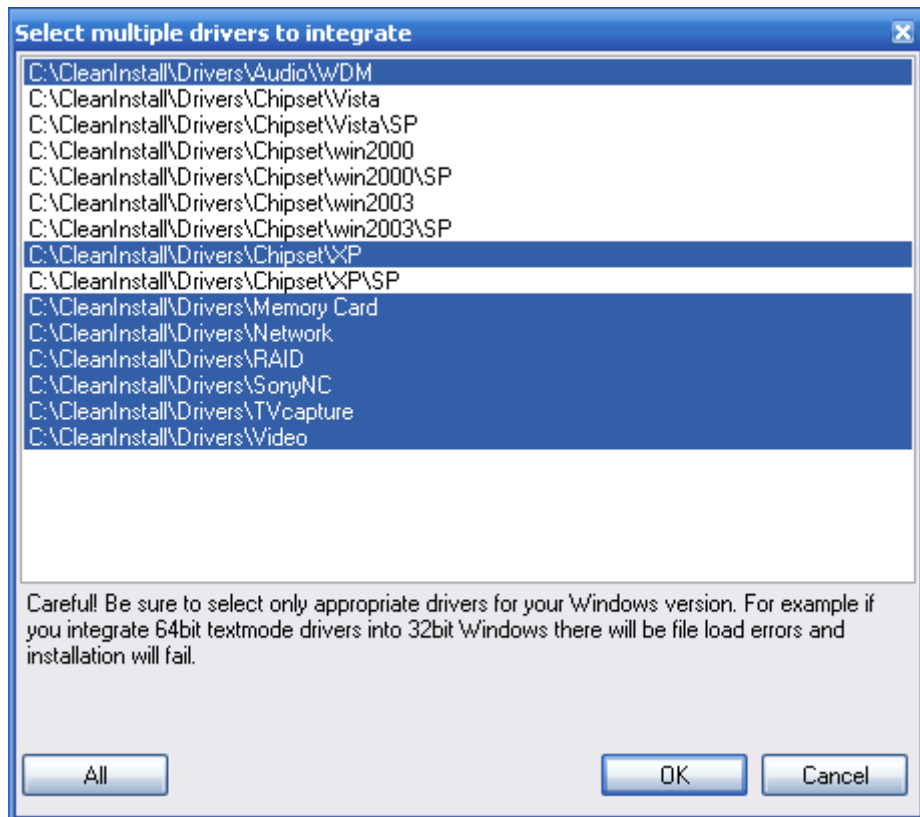 Select multiple drivers to integrate
C:\CleanInstall\Drivers\Audio\WDM
C:\CleanInstall\Drivers\Chipset\Vista
C:\CleanInstall\Drivers\Chipset\Vista\SP
C:\CleanInstall\Drivers\Chipset\win2000
C:\CleanInstall\Drivers\Chipset\win2000\SP
C:\CleanInstall\Drivers\Chipset\win2003
C:\CleanInstall\Drivers\Chipset\win2003\SP
C:\CleanInstall\Drivers\Chipset\XP
C:\CleanInstall\Drivers\Chipset\XP\SP
C:\CleanInstall\Drivers\Memory Card
C:\CleanInstall\Drivers\Network
C:\CleanInstall\Drivers\RAID
C:\CleanInstall\Drivers\SonyNC
C:\CleanInstall\Drivers\TVcapture
C:\CleanInstall\Drivers\Video
Careful! Be sure to select only appropriate drivers for your Windows version. For example if
you integrate 64bit textmode drivers into 32bit Windows there will be file load errors and
installation will fail.
All OK Cancel